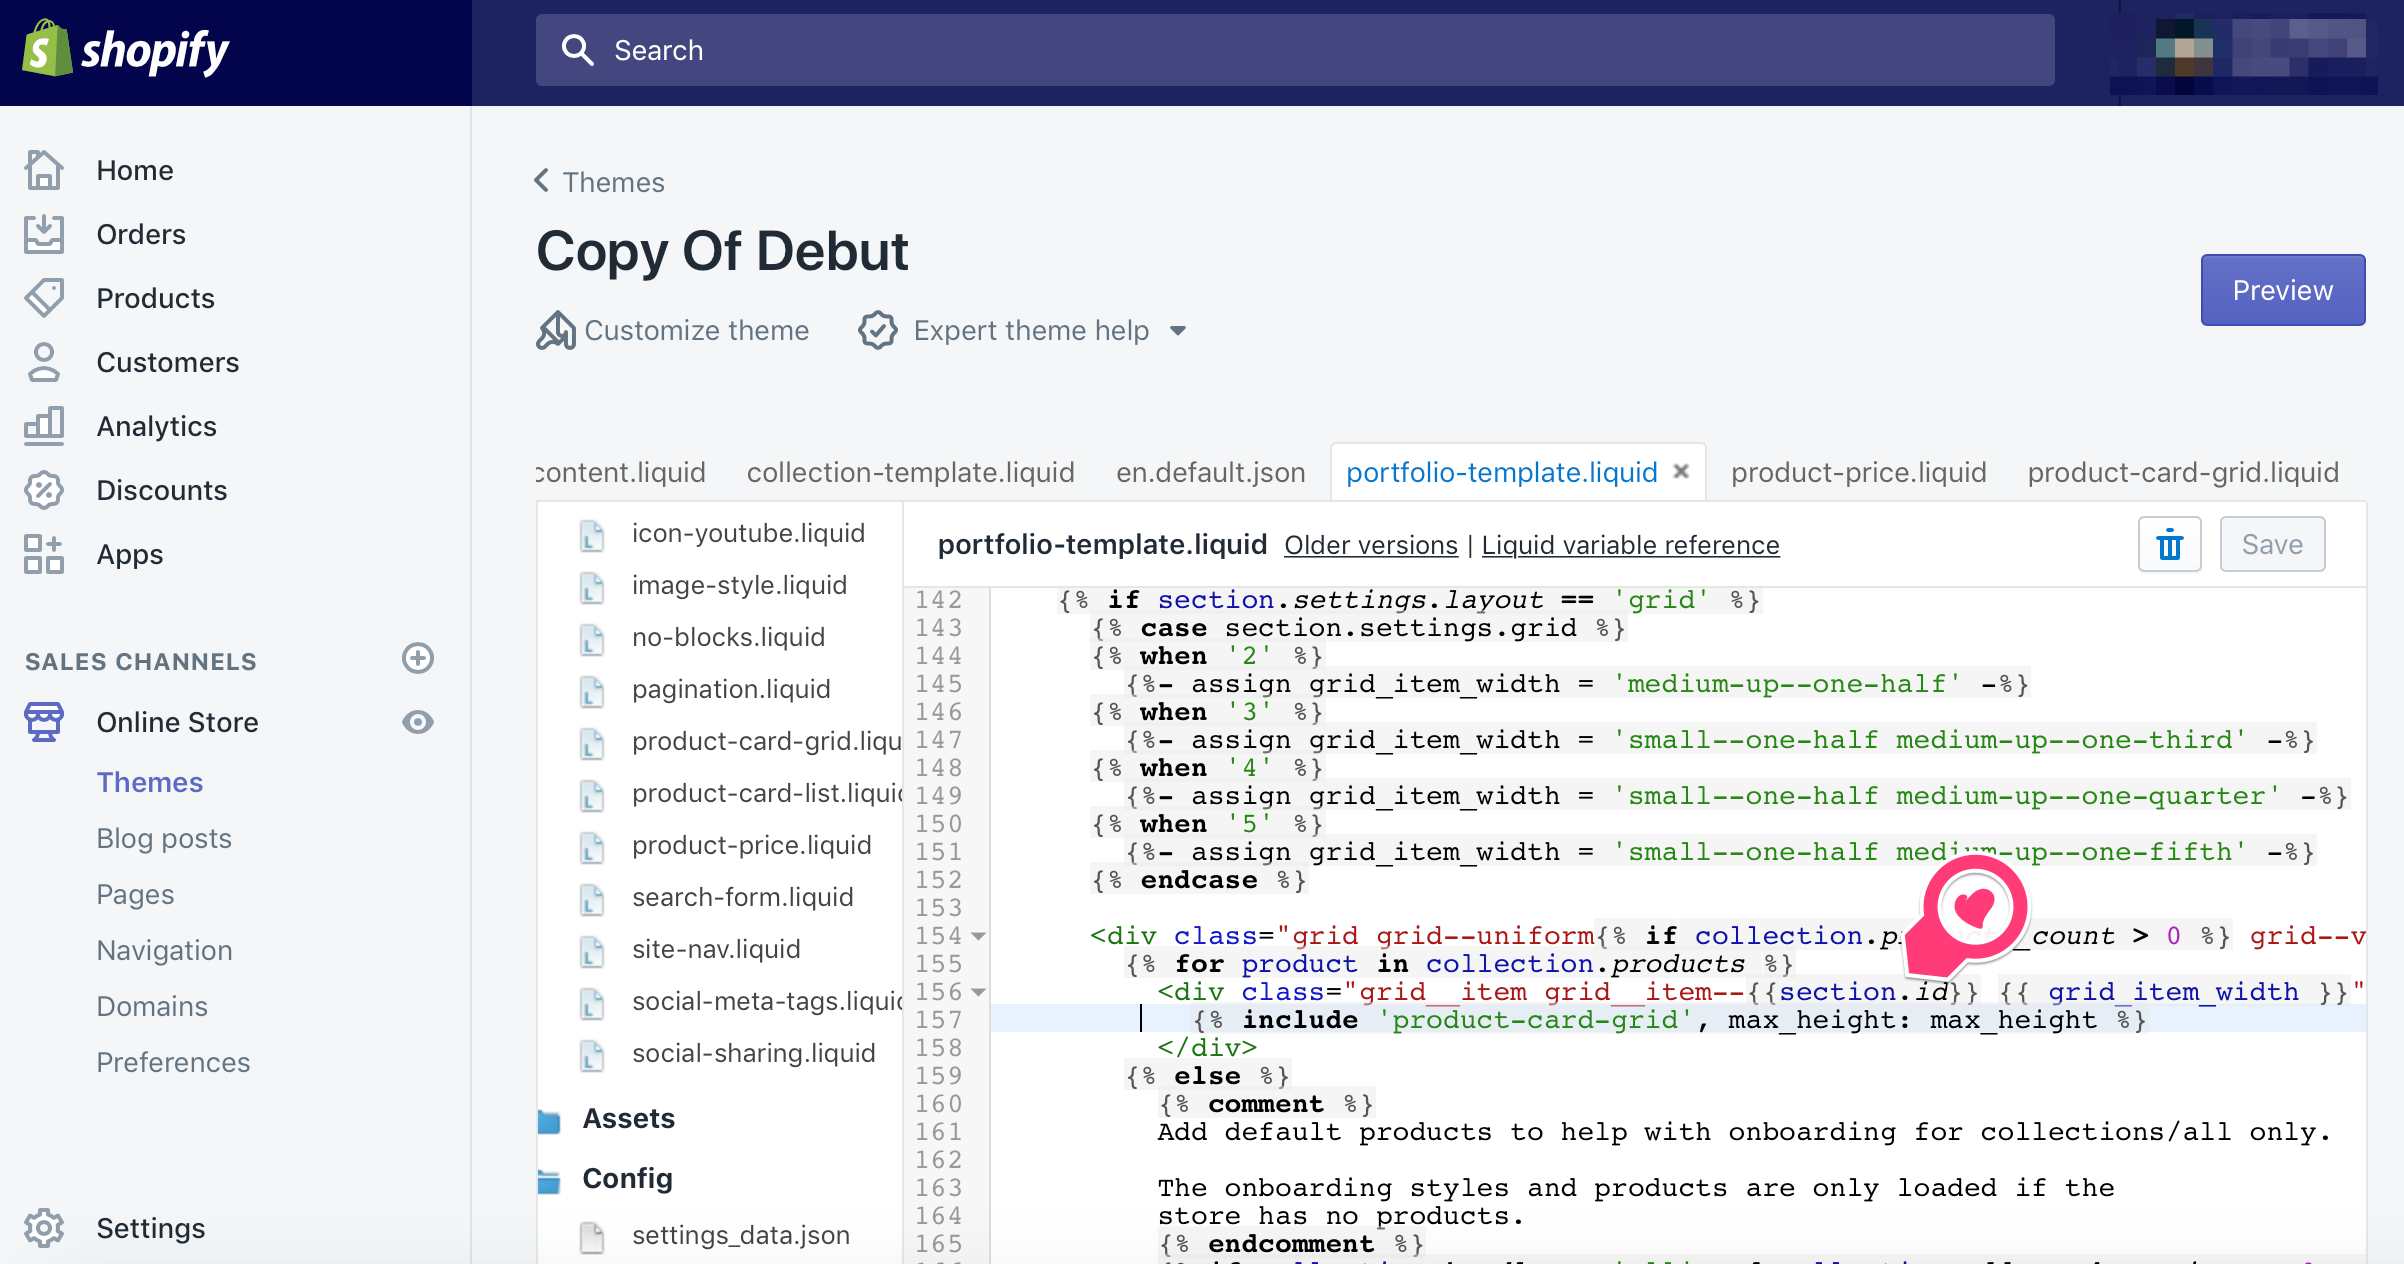 shopify
Search
Home
Orders
Products
Customers
Analytics
Discounts
Apps
SALES CHANNELS
Online Store
Themes
Blog posts
Pages
Navigation
Domains
Preferences
Settings
Themes
Copy Of Debut
Customize theme
Expert theme help
Preview
content.liquid
collection-template.liquid
en.default.json
portfolio-template.liquid
product-price.liquid
product-card-grid.liquid
icon-youtube.liquid
image-style.liquid
no-blocks.liquid
pagination.liquid
product-card-grid.liqu
product-card-list.liquid
product-price.liquid
search-form.liquid
site-nav.liquid
social-meta-tags.liquid
social-sharing.liquid
Assets
Config
settings_data.json
portfolio-template.liquid Older versions | Liquid variable reference
Save
142 {% if section.settings.layout == 'grid' %}
143 {% case section.settings.grid %}
144 {% when '2' %}
145 {%- assign grid_item_width = 'medium-up--one-half' -%}
146 {% when '3' %}
147 {%- assign grid_item_width = 'small--one-half medium-up--one-third' -%}
148 {% when '4' %}
149 {%- assign grid_item_width = 'small--one-half medium-up--one-quarter' -%}
150 {% when '5' %}
151 {%- assign grid_item_width = 'small--one-half medium-up--one-fifth' -%}
152 {% endcase %}
153
154 <div class="grid grid--uniform{% if collection.p _count > 0 %} grid--v
155 {% for product in collection.products %}
156 <div class="grid__item grid__item--{{section.id}} {{ grid_item_width }}"
157 {% include 'product-card-grid', max_height: max_height %}
158 </div>
159 {% else %}
160 {% comment %}
161 Add default products to help with onboarding for collections/all only.
162
163 The onboarding styles and products are only loaded if the
164 store has no products.
165 {% endcomment %}